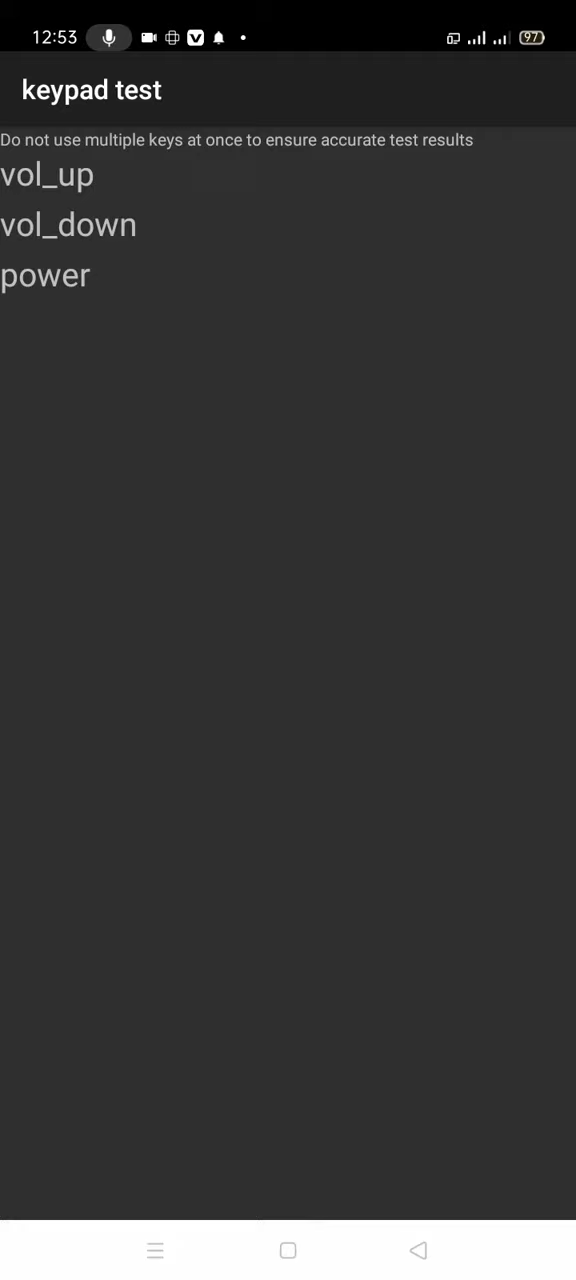 12:53
97
keypad test
Do not use multiple keys at once to ensure accurate test results
vol_up
vol_down
power